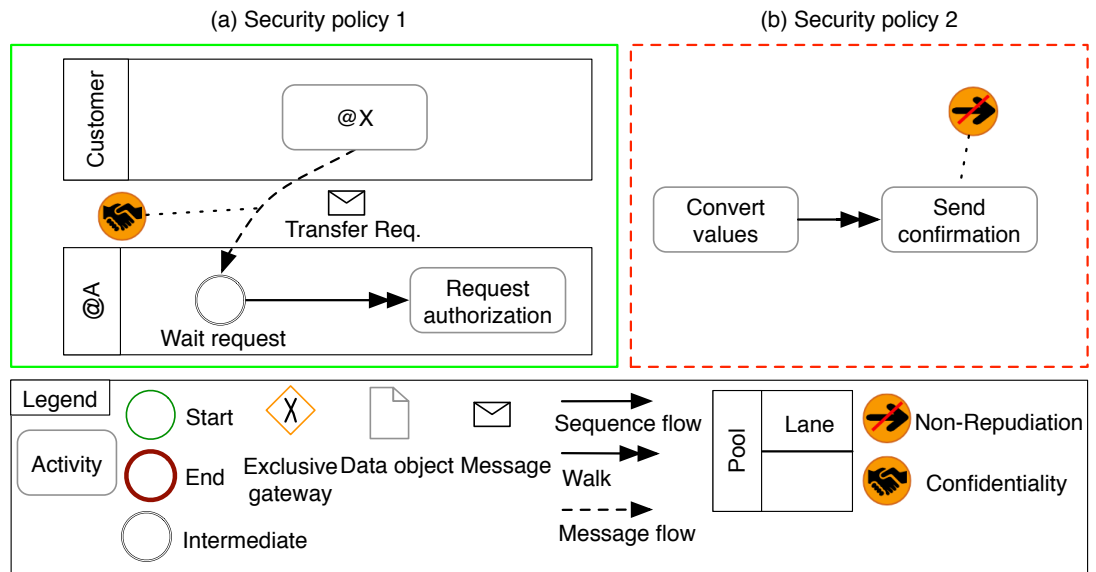 (a) Security policy 1
(b) Security policy 2
Customer
@X
Transfer Req.
@A
Wait request
Request
authorization
Convert
values
Send
confirmation
Legend
Activity
Start
End
Intermediate
X
Exclusive
gateway
Data object
Message
Sequence flow
Walk
Message flow
Pool
Lane
Non-Repudiation
Confidentiality